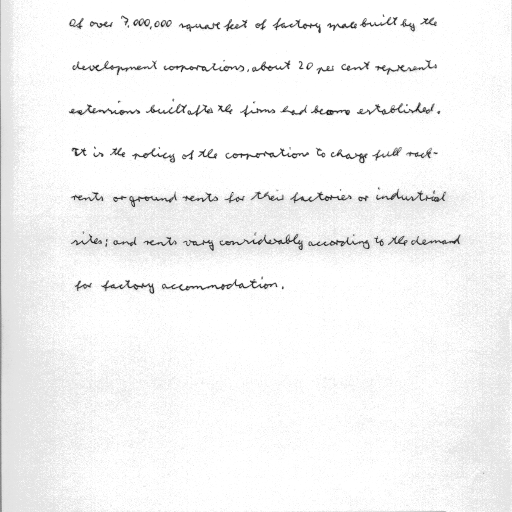 Of over 7,000,000 square feet of factory space built by the
development corporations, about 20 per cent represents
extensions built after the firms had become established.
It is the policy of the corporations to charge full rack-
rents or ground rents for their factories or industrial
sites; and rents vary considerably according to the demand
for factory accommodation.